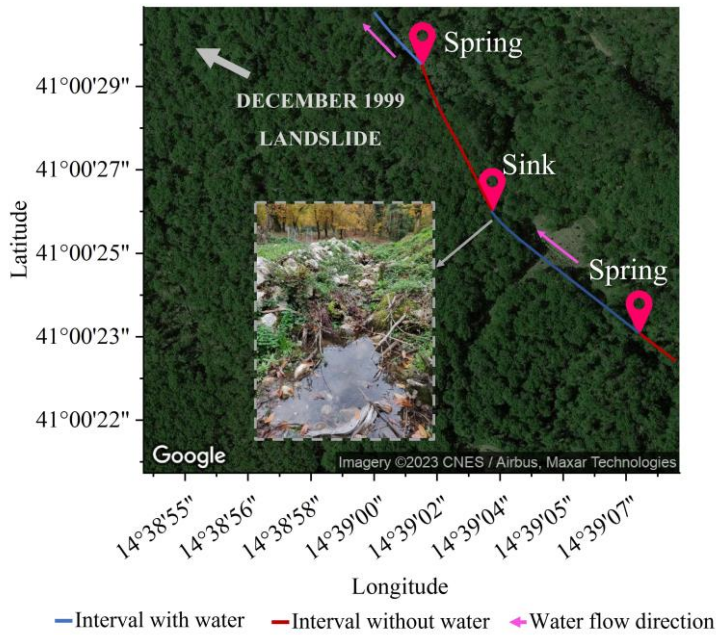 Spring
DECEMBER 1999
LANDSLIDE
Sink
Spring
41°00'29"
41°00'27"
41°00'25"
41°00'23"
41°00'22"
Latitude
Google
Imagery ©2023 CNES / Airbus, Maxar Technologies
14°38'55"
14°38'56"
14°38'58"
14°39'00"
14°39'02"
14°39'04"
14°39'05"
14°39'07"
Longitude
Interval with water
Interval without water
Water flow direction